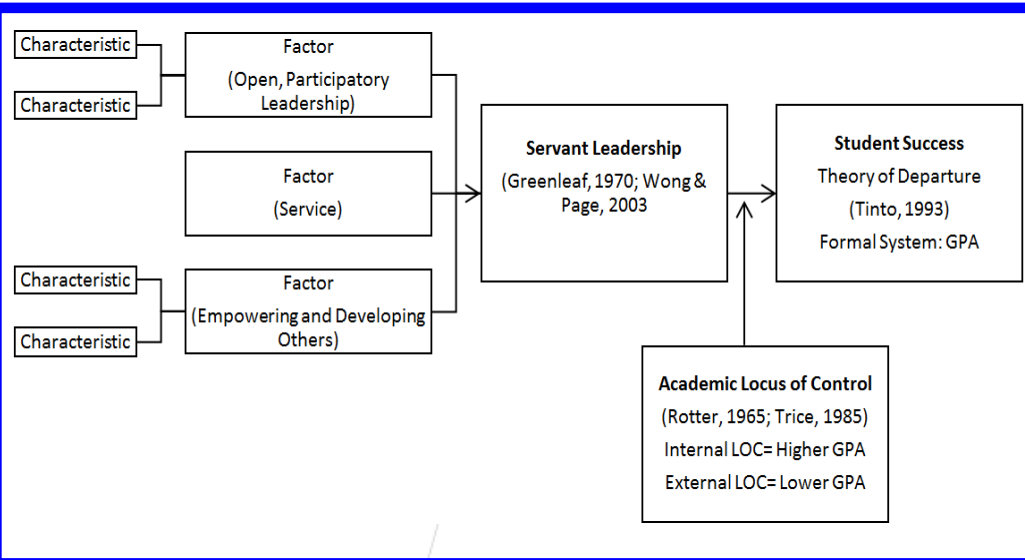 Characteristic
Characteristic
Factor
(Open, Participatory
Leadership)
Factor
(Service)
Characteristic
Characteristic
Factor
(Empowering and Developing
Others)
Servant Leadership
(Greenleaf, 1970; Wong &
Page, 2003
Student Success
Theory of Departure
(Tinto, 1993)
Formal System: GPA
Academic Locus of Control
(Rotter, 1965; Trice, 1985)
Internal LOC= Higher GPA
External LOC= Lower GPA